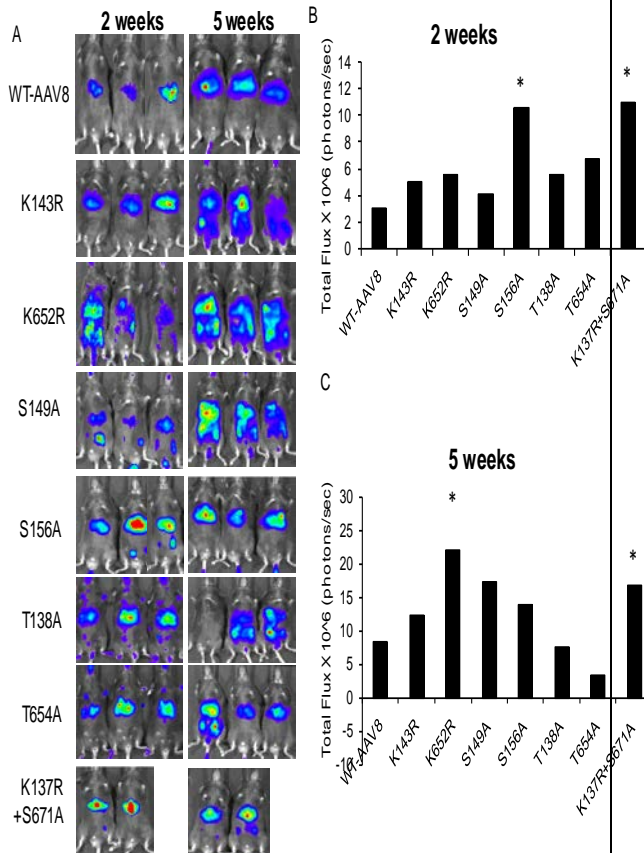 A
2 weeks
5 weeks
WT-AAV8
K143R
K652R
S149A
S156A
T138A
T654A
K137R
+S671A
B
2 weeks
Total Flux X 10^6 (photons/sec)
14
12
10
8
6
4
2
0
*
*
WT-AAV8
K143R
K652R
S149A
S156A
T138A
T654A
K137R+S671A
C
5 weeks
Total Flux X 10^6 (photons/sec)
30
25
20
15
10
5
0
-5
-10
*
*
WT-AAV8
K143R
K652R
S149A
S156A
T138A
T654A
K137R+S671A